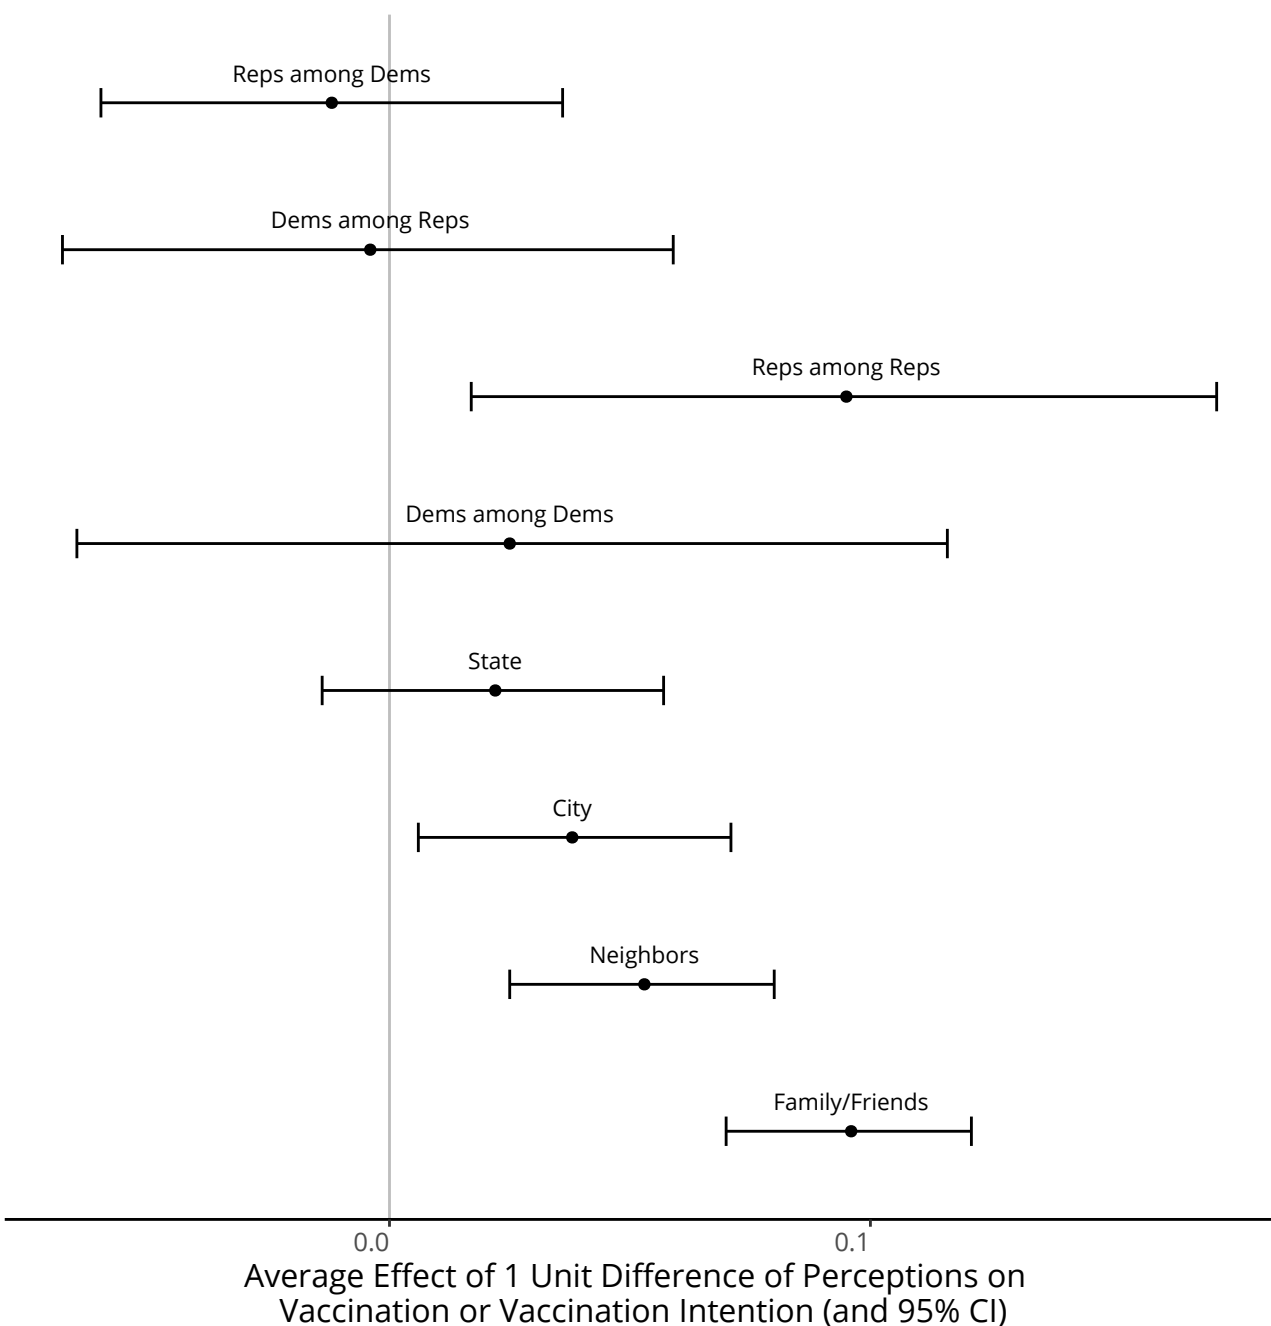 Reps among Dems
Dems among Reps
Reps among Reps
Dems among Dems
State
City
Neighbors
Family/Friends
0.0 0.1
Average Effect of 1 Unit Difference of Perceptions on
Vaccination or Vaccination Intention (and 95% CI)